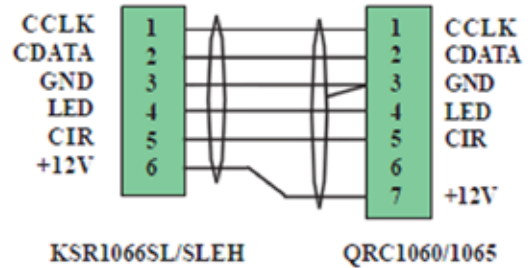 CCLK 1 1 CCLK
CDATA 2 2 CDATA
GND 3 3 GND
LED 4 4 LED
CIR 5 5 CIR
+12V 6 6
7 +12V
KSR1066SL/SLEH QRC1060/1065